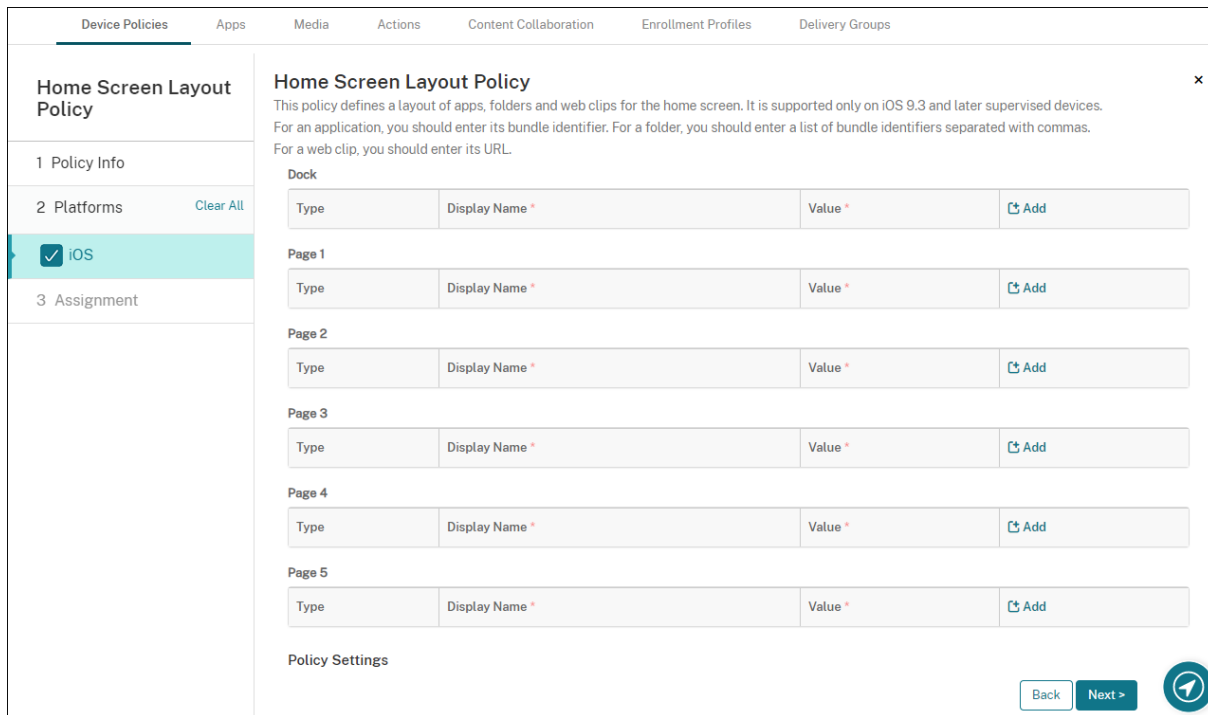 Device Policies Apps Media Actions Content Collaboration Enrollment Profiles Delivery Groups
Home Screen Layout
Policy
1 Policy Info
2 Platforms Clear All
iOS
3 Assignment
Home Screen Layout Policy
This policy defines a layout of apps, folders and web clips for the home screen. It is supported only on iOS 9.3 and later supervised devices.
For an application, you should enter its bundle identifier. For a folder, you should enter a list of bundle identifiers separated with commas.
For a web clip, you should enter its URL.
Dock
Type Display Name * Value * Add
Page 1
Type Display Name * Value * Add
Page 2
Type Display Name * Value * Add
Page 3
Type Display Name * Value * Add
Page 4
Type Display Name * Value * Add
Page 5
Type Display Name * Value * Add
Policy Settings
Back Next >